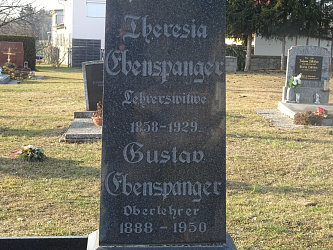 Theresia
Ebenspanger
Lehrerswitwe
1858-1929
Gustav
Ebenspanger
Oberlehrer
1888 - 1950